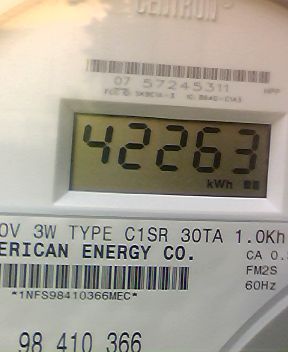 CENTRON®
07 57245311
42263
kWh
0V 3W TYPE C1SR 30TA 1.0Kh
ERICAN ENERGY CO.
CA 0.
FM2S
60Hz
*1NFS98410366MEC*
98 410 366